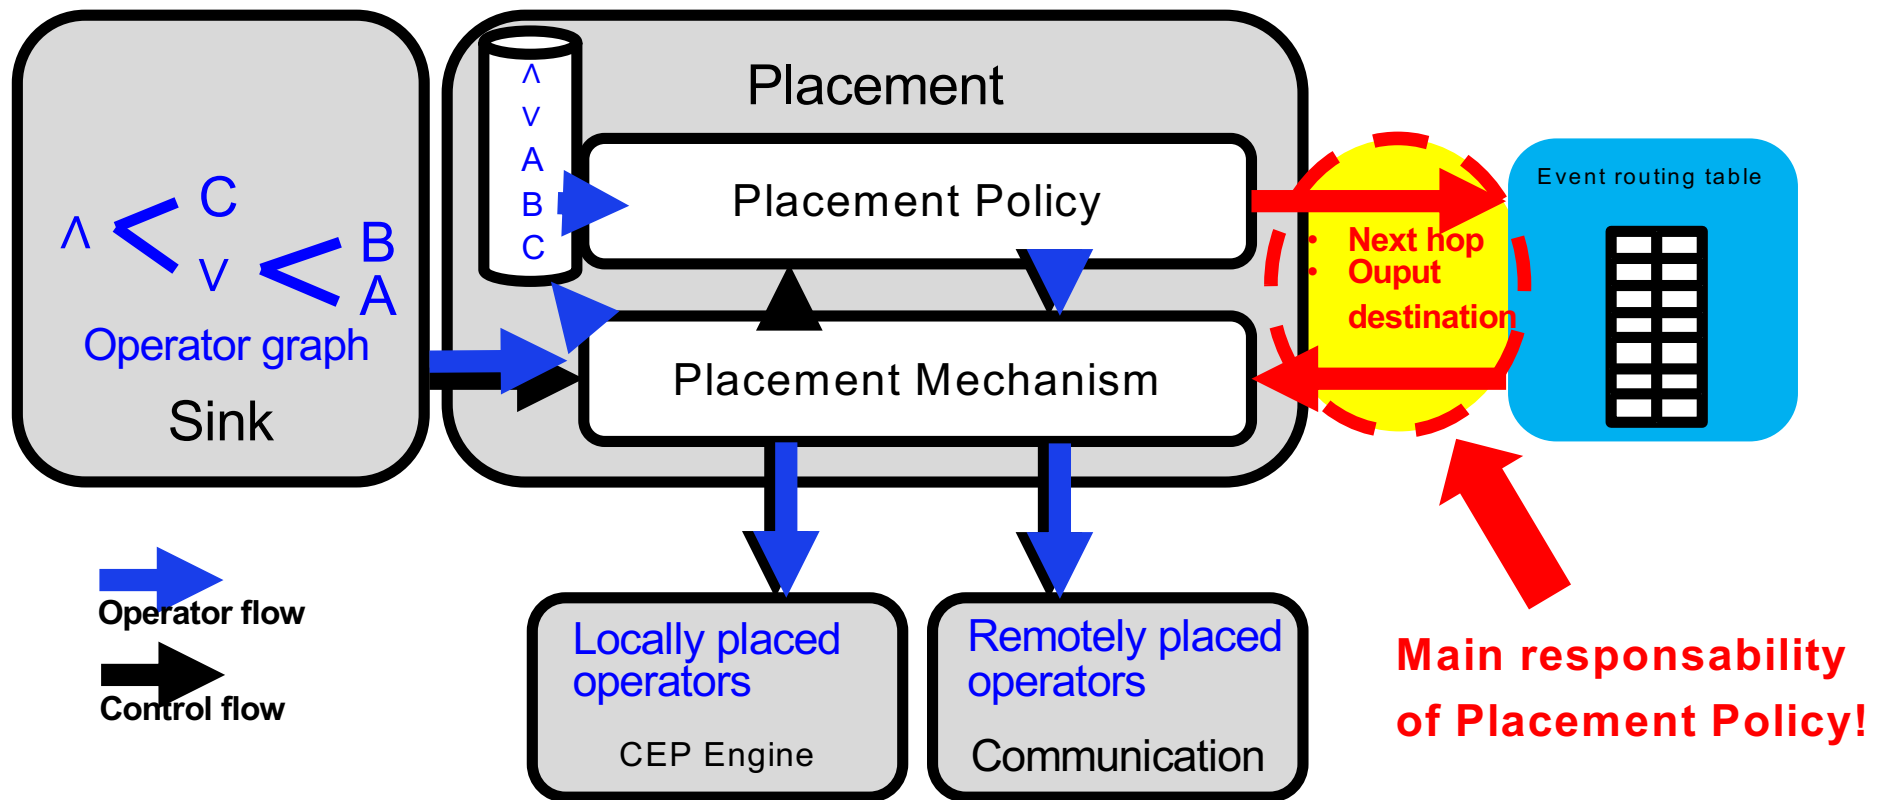 Placement
Λ
V
A
B
C
Placement Policy
Event routing table
C
Λ
B
V
A
• Next hop
• Ouput
destination
Operator graph
Placement Mechanism
Sink
Operator flow
Control flow
Locally placed
operators
CEP Engine
Remotely placed
operators
Communication
Main responsability
of Placement Policy!